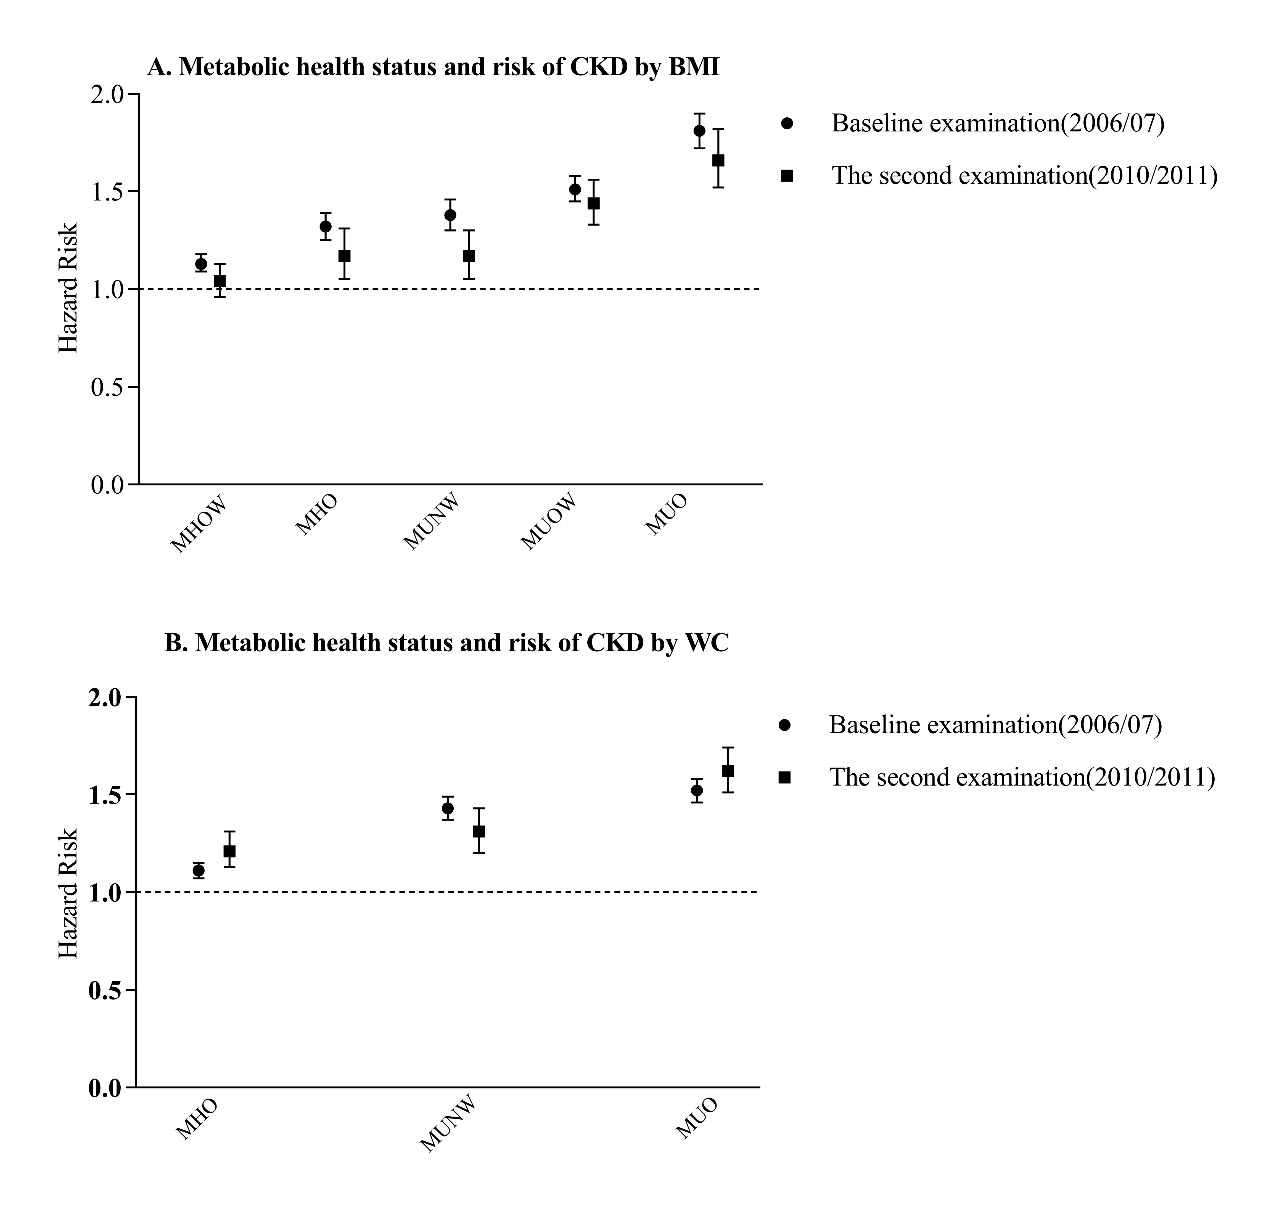 A. Metabolic health status and risk of CKD by BMI
2.0
1.5
1.0
0.5
0.0
Hazard Risk
MHOW
MHO
MUNW
MUOW
MUO
Baseline examination(2006/07)
The second examination(2010/2011)
B. Metabolic health status and risk of CKD by WC
2.0
1.5
1.0
0.5
0.0
Hazard Risk
MHO
MUNW
MUO
Baseline examination(2006/07)
The second examination(2010/2011)